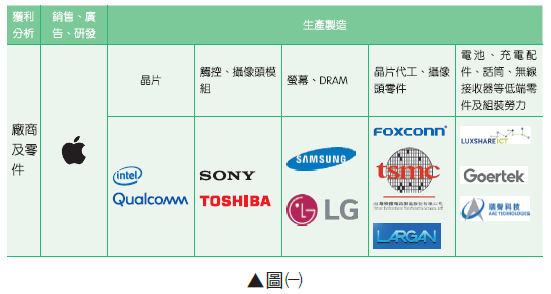 獲利
分析
銷售、廣
告、研發
生產製造
晶片
觸控、攝像頭模
組
螢幕、DRAM
晶片代工、攝像
頭零件
電池、充電配
件、話筒、無線
接收器等低端零
件及組裝勞力
廠商
及零
件
intel
Qualcomm
SONY
TOSHIBA
SAMSUNG
LG
FOXCONN
tsmc
LARGAN
LUXSHARE ICT
Goertek
瑞聲科技
AAC TECHNOLOGIES
▲圖㈠